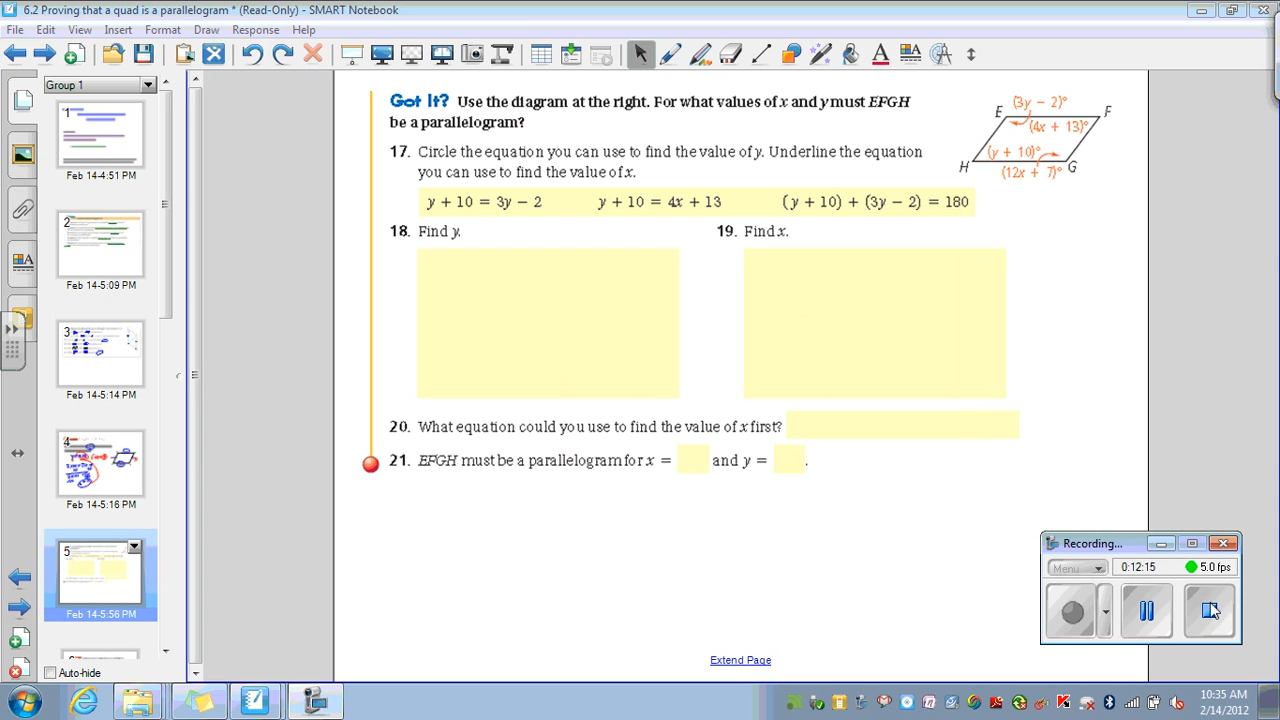 6.2 Proving that a quad is a parallelogram * (Read-Only) - SMART Notebook
File Edit View Insert Format Draw Response Help
Group 1
1
Feb 14-4:51 PM
2
Feb 14-5:09 PM
3
Feb 14-5:14 PM
4
Feb 14-5:16 PM
5
Feb 14-5:56 PM
Auto-hide
Got It? Use the diagram at the right. For what values of x and y must EFGH
be a parallelogram?
E (3y − 2)° F
(4x + 13)°
(y + 10)°
H (12x + 7)° G
17. Circle the equation you can use to find the value of y. Underline the equation
you can use to find the value of x.
y + 10 = 3y − 2 y + 10 = 4x + 13 (y + 10) + (3y − 2) = 180
18. Find y. 19. Find x.
20. What equation could you use to find the value of x first?
21. EFGH must be a parallelogram for x = and y = .
Extend Page
Recording...
Menu 0:12:15 5.0 fps
10:35 AM
2/14/2012